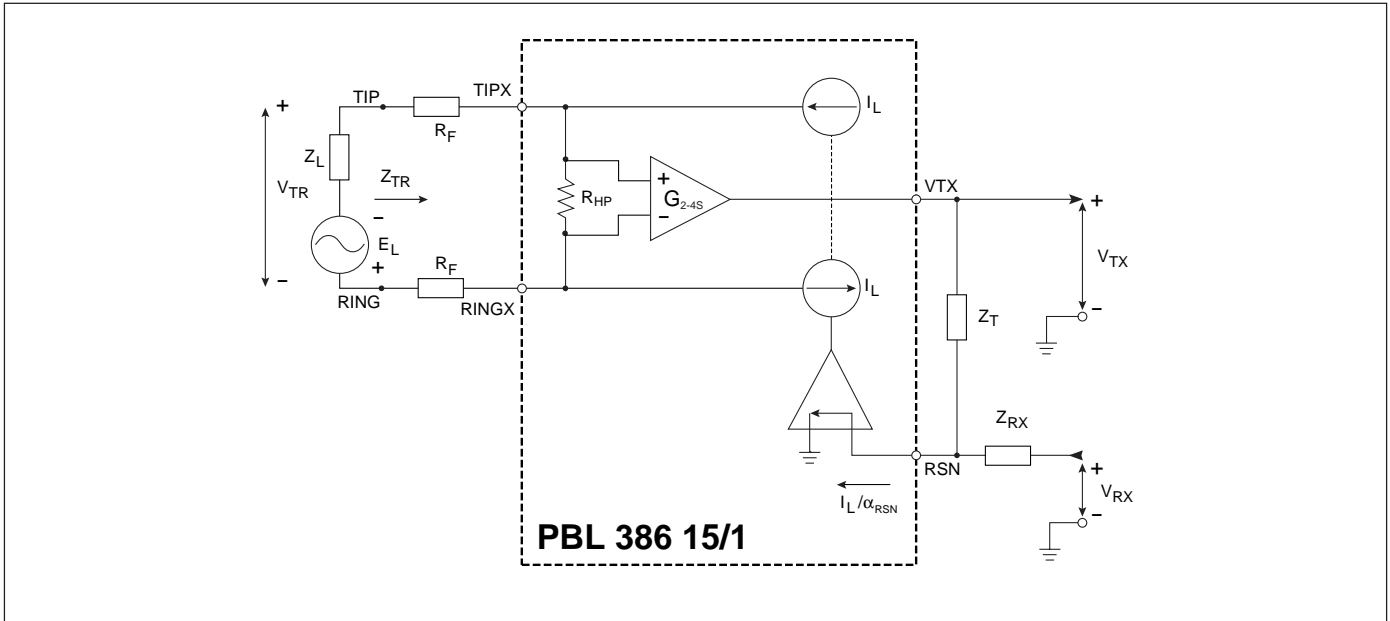 TIP
TIPX
+
R_F
I_L
Z_L
Z_TR
V_TR
R_HP
+
−
G_2-4S
VTX
+
−
E_L
+
V_TX
−
RING
R_F
RINGX
I_L
Z_T
−
Z_RX
RSN
+
V_RX
−
I_L/α_RSN
PBL 386 15/1